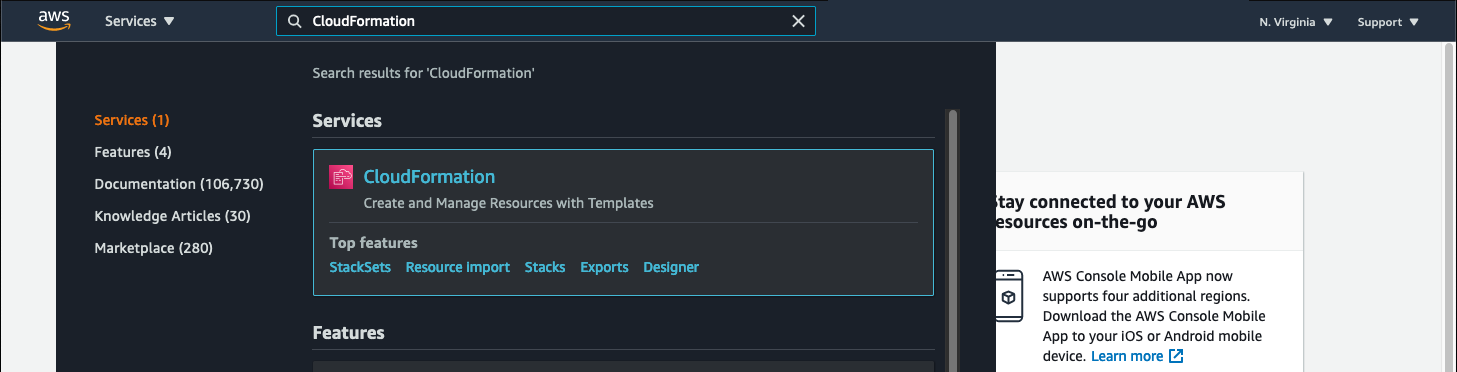 aws
Services ▼
CloudFormation
N. Virginia ▼
Support ▼
Search results for 'CloudFormation'
Services (1)
Features (4)
Documentation (106,730)
Knowledge Articles (30)
Marketplace (280)
Services
CloudFormation
Create and Manage Resources with Templates
Top features
StackSets Resource import Stacks Exports Designer
Features
Stay connected to your AWS
resources on-the-go
AWS Console Mobile App now
supports four additional regions.
Download the AWS Console Mobile
App to your iOS or Android mobile
device. Learn more